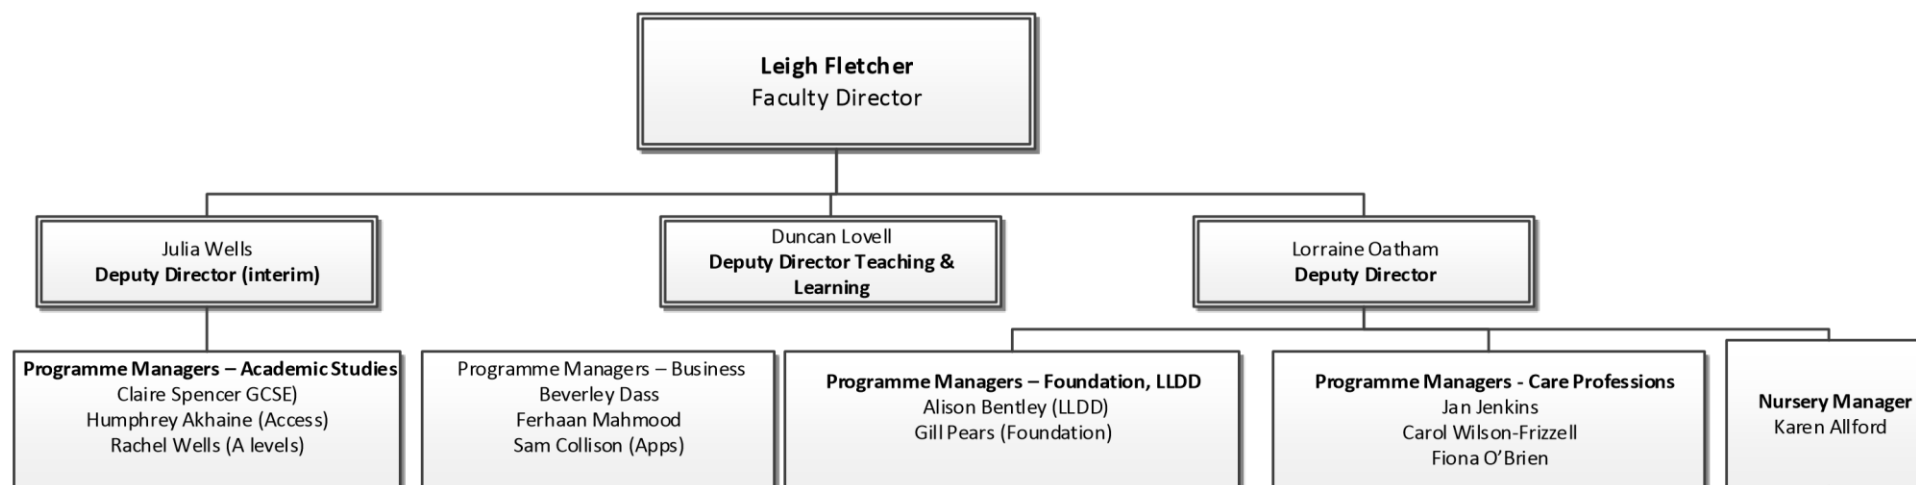 Leigh Fletcher
Faculty Director
Julia Wells
Deputy Director (interim)
Duncan Lovell
Deputy Director Teaching &
Learning
Lorraine Oatham
Deputy Director
Programme Managers – Academic Studies
Claire Spencer GCSE)
Humphrey Akhaine (Access)
Rachel Wells (A levels)
Programme Managers – Business
Beverley Dass
Ferhaan Mahmood
Sam Collison (Apps)
Programme Managers – Foundation, LLDD
Alison Bentley (LLDD)
Gill Pears (Foundation)
Programme Managers - Care Professions
Jan Jenkins
Carol Wilson-Frizzell
Fiona O’Brien
Nursery Manager
Karen Allford